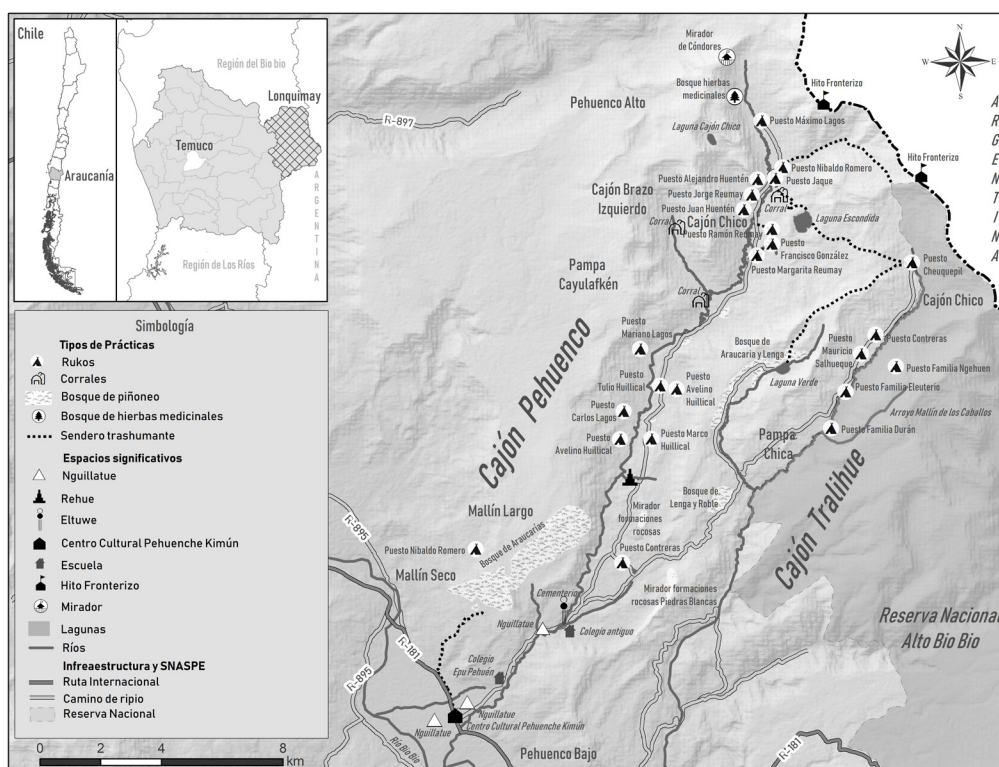 Chile
Araucanía
Región del Bio bio
Lonquimay
Temuco
ARGENTINA
Región de Los Ríos
Simbología
Tipos de Prácticas
Rukos
Corrales
Bosque de piñoneo
Bosque de hierbas medicinales
Sendero trashumante
Espacios significativos
Nguillatue
Rehue
Eltuwe
Centro Cultural Pehuenche Kimún
Escuela
Hito Fronterizo
Mirador
Lagunas
Ríos
Infraeestructura y SNASPE
Ruta Internacional
Camino de ripio
Reserva Nacional
0 2 4 8
km
Mirador
de Cóndores
N
W E
S
Bosque hierbas
medicinales
Pehuenco Alto
Hito Fronterizo
ARGENTINA
R-897
Puesto Máximo Lagos
Laguna Cajón Chico
Hito Fronterizo
Puesto Nibaldo Romero
Puesto Alejandro Huentén
Puesto Jaque
Cajón Brazo
Izquierdo
Puesto Jorge Reumay
Corral
Puesto Juan Huentén
Laguna Escondida
Corral
Cajón Chico
Puesto Ramón Reumay
Puesto
Francisco González
Puesto Margarita Reumay
Puesto
Cheuquepil
Pampa
Cayulafkén
Corral
Cajón Chico
Puesto
Mariano Lagos
Bosque de
Araucaria y Lenga
Puesto
Mauricio
Salhueque
Puesto Contreras
Cajón Pehuenco
Puesto
Tulio Huillical
Puesto
Avelino
Huillical
Laguna Verde
Puesto Familia Ngehuen
Puesto Familia Eleuterio
Puesto
Carlos Lagos
Arroyo Mallín de los Caballos
Puesto
Avelino Huillical
Puesto Marco
Huillical
Pampa
Chica
Puesto Familia Durán
Cajón Tralihue
Bosque de
Lenga y Roble
Mallín Largo
Mirador
formaciones
rocosas
R-895
Bosque de Araucarias
Puesto Nibaldo Romero
Puesto Contreras
Mallín Seco
Cementerio
Mirador formaciones
rocosas Piedras Blancas
Reserva Nacional
Alto Bio Bio
Nguillatue
Colegio antiguo
R-181
Colegio
Epu Pehuén
R-895
Nguillatue
Centro Cultural Pehuenche Kimún
Nguillatue
Río Bio Bio
Pehuenco Bajo
R-181